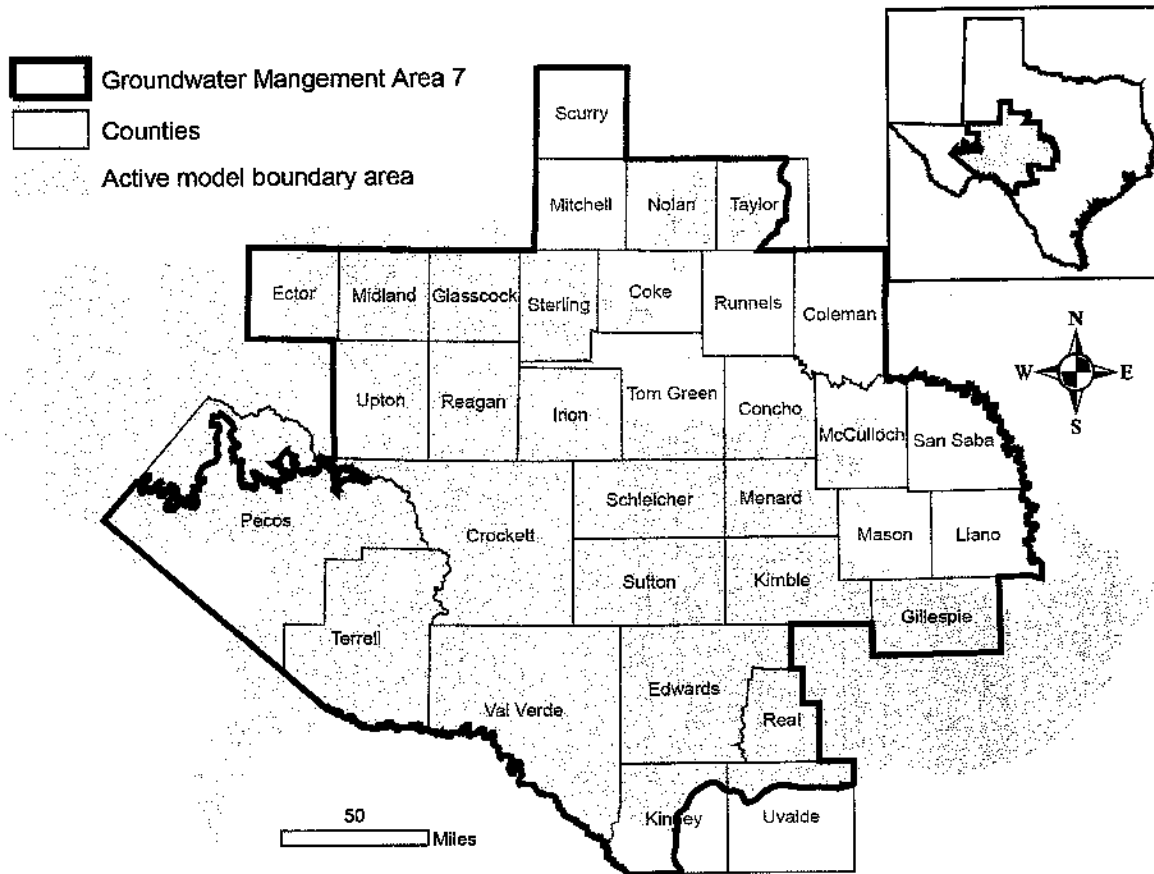 Groundwater Mangement Area 7
Counties
Active model boundary area
Scurry
Mitchell
Nolan
Taylor
Ector
Midland
Glasscock
Sterling
Coke
Runnels
Coleman
N
W
E
S
Upton
Reagan
Irion
Tom Green
Concho
McCulloch
San Saba
Pecos
Crockett
Schleicher
Menard
Mason
Llano
Sutton
Kimble
Gillespie
Terrell
Val Verde
Edwards
Real
Kinney
Uvalde
50
Miles